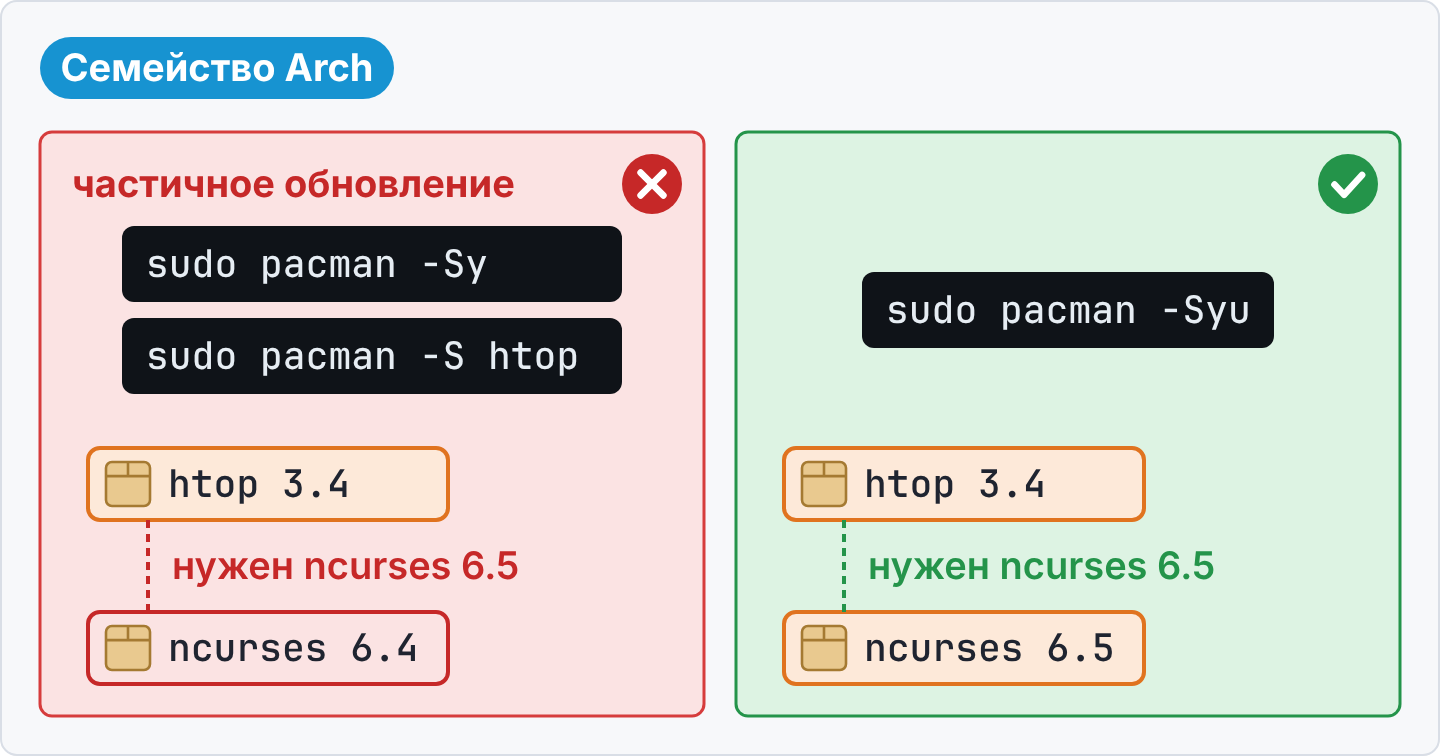 Семейство Arch
частичное обновление
sudo pacman -Sy
sudo pacman -S htop
htop 3.4
нужен ncurses 6.5
ncurses 6.4
sudo pacman -Syu
htop 3.4
нужен ncurses 6.5
ncurses 6.5